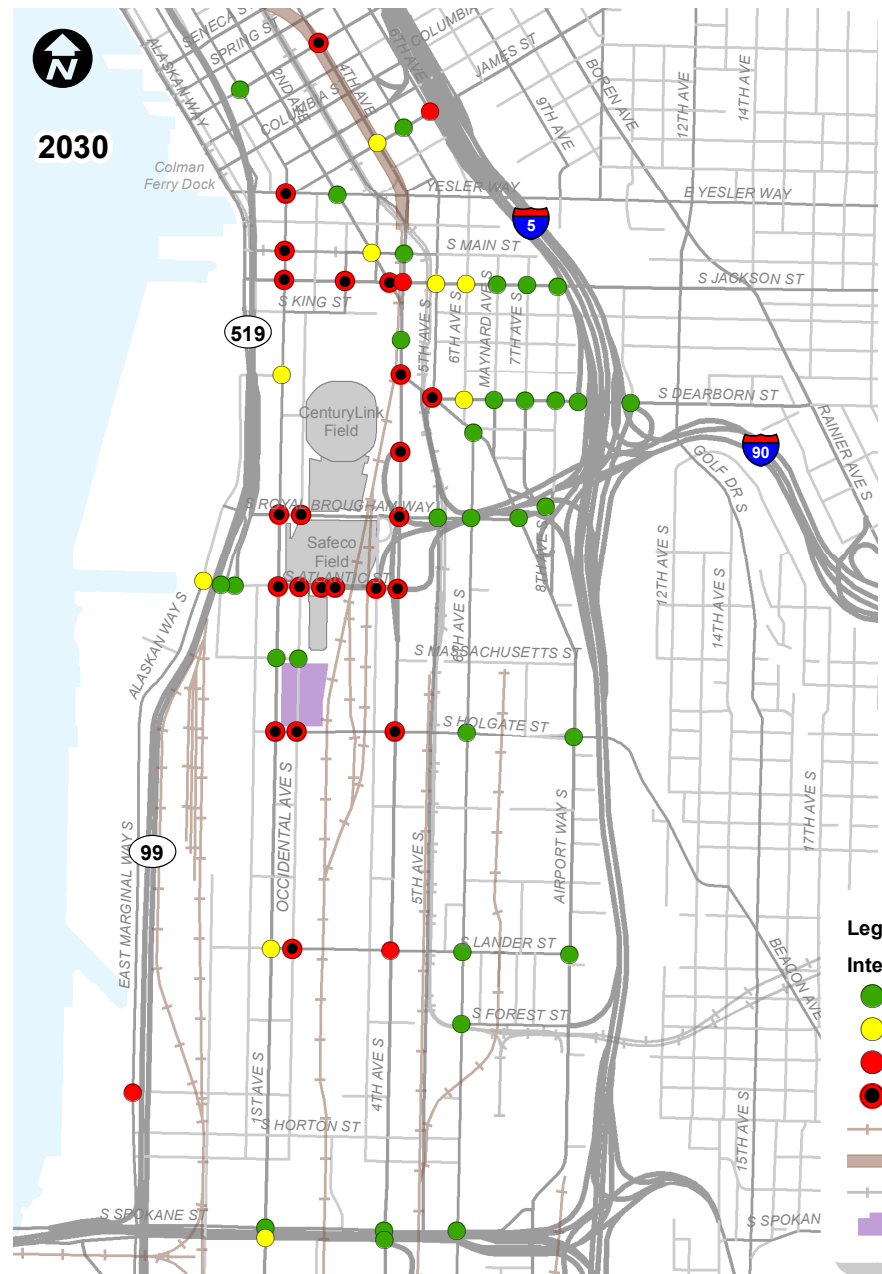 SENECA ST
SPRING ST
COLUMBIA
6TH AVE
ALASKAN WAY
4TH AVE
2ND AVE
COLUMBIA ST
JAMES ST
BOREN AVE
9TH AVE
12TH AVE
14TH AVE
N
2030
Colman
Ferry Dock
YESLER WAY
E YESLER WAY
5
S MAIN ST
S JACKSON ST
S KING ST
519
5TH AVE S
6TH AVE S
MAYNARD AVE S
7TH AVE S
S DEARBORN ST
RAINIER AVE S
CenturyLink
Field
90
GOLF DR S
S ROYAL BROUGHAM WAY
Safeco
Field
S ATLANTIC ST
8TH AVE S
12TH AVE S
14TH AVE S
ALASKAN WAY S
6TH AVE S
S MASSACHUSETTS ST
S HOLGATE ST
OCCIDENTAL AVE S
17TH AVE S
EAST MARGINAL WAY S
99
5TH AVE S
AIRPORT WAY S
Leg
S LANDER ST
BEACON AVE
Inte
S FOREST ST
1ST AVE S
4TH AVE S
S HORTON ST
15TH AVE S
S SPOKANE ST
S SPOKAN